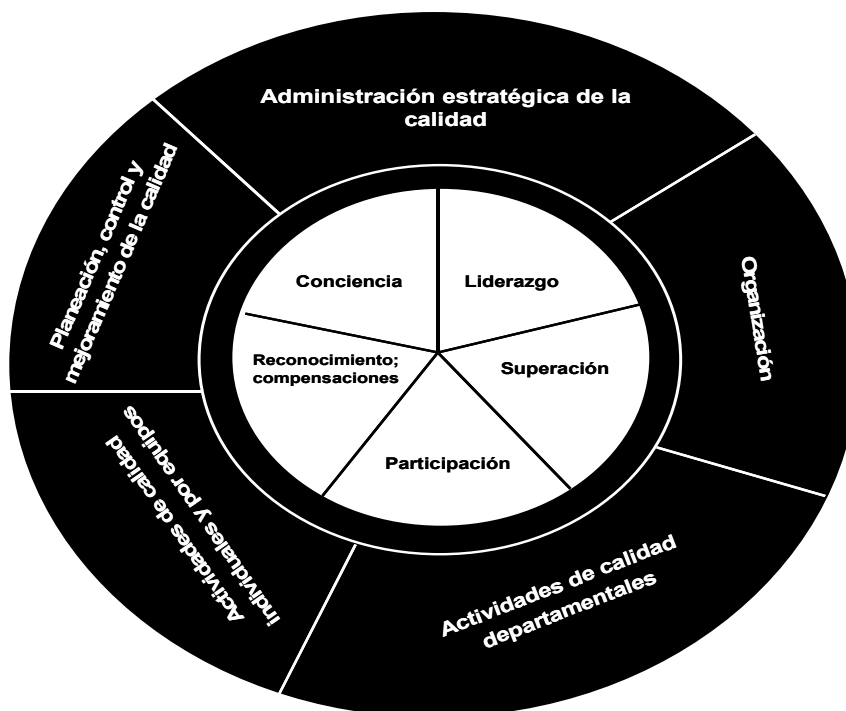 Administración estratégica de la
calidad
Planeación, control y
mejoramiento de la calidad
Organización
Conciencia
Liderazgo
Reconocimiento;
compensaciones
Superación
Participación
Actividades de calidad
individuales y por equipos
Actividades de calidad
departamentales